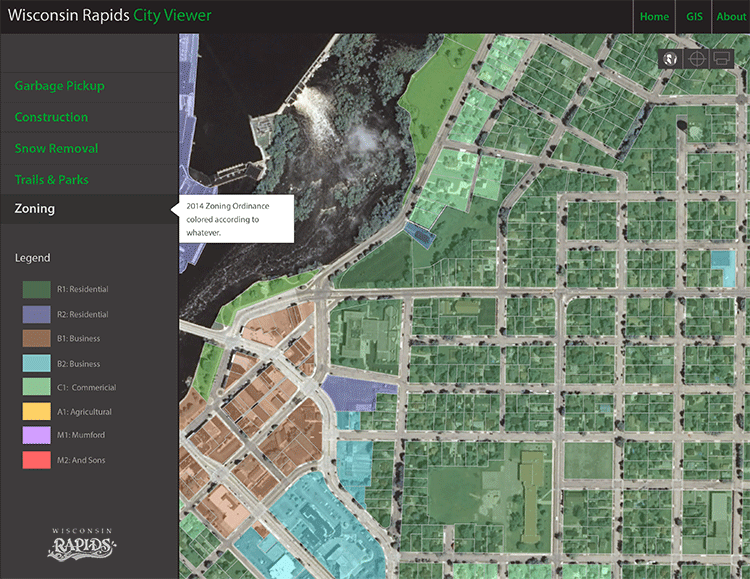 Wisconsin Rapids City Viewer
Home
GIS
About
Garbage Pickup
Construction
Snow Removal
Trails & Parks
Zoning
2014 Zoning Ordinance
colored according to
whatever.
Legend
R1: Residential
R2: Residential
B1: Business
B2: Business
C1: Commericial
A1: Agricultural
M1: Mumford
M2: And Sons
WISCONSIN
RAPIDS